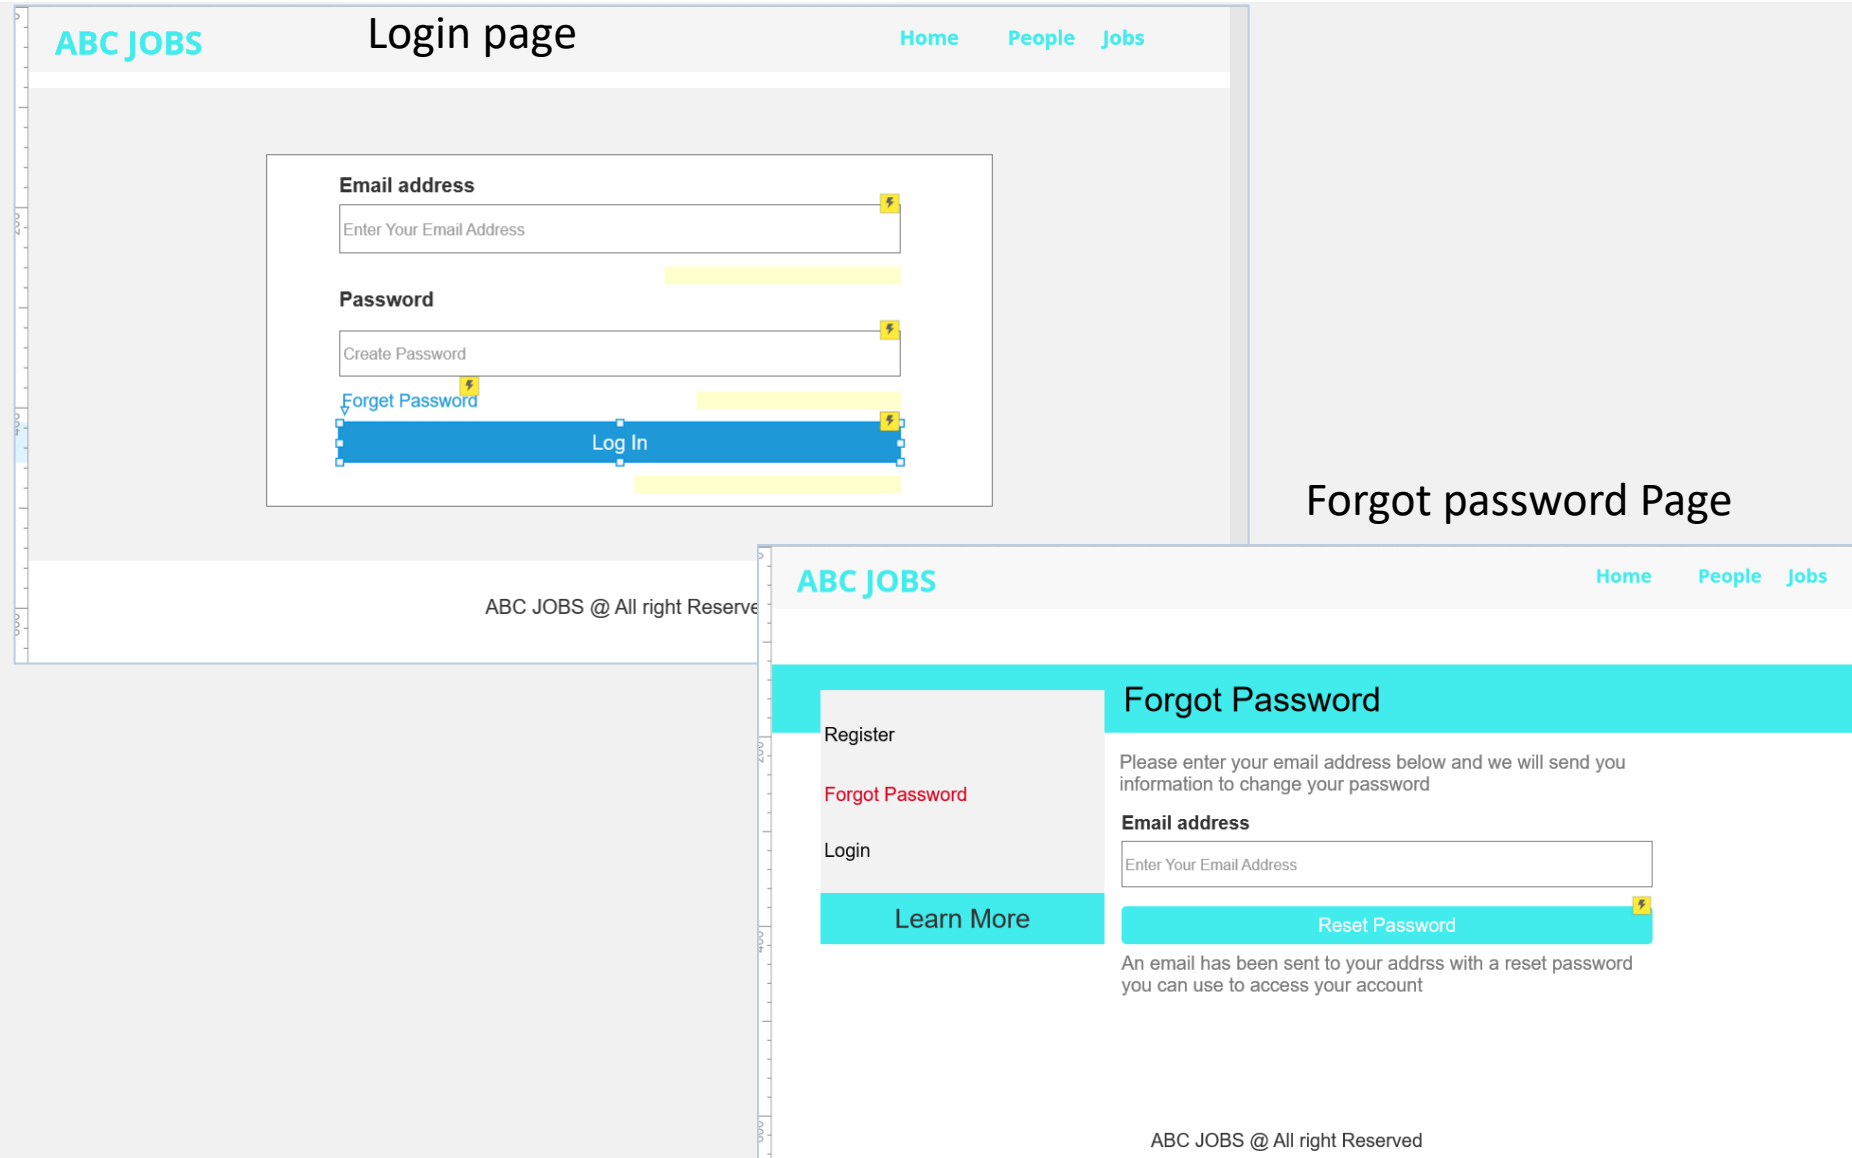 ABC JOBS
Login page
Home People Jobs
Email address
Enter Your Email Address
Password
Create Password
Forget Password
Log In
ABC JOBS @ All right Reserve
Forgot password Page
ABC JOBS
Home People Jobs
Forgot Password
Register
Forgot Password
Login
Learn More
Please enter your email address below and we will send you
information to change your password
Email address
Enter Your Email Address
Reset Password
An email has been sent to your addrss with a reset password
you can use to access your account
ABC JOBS @ All right Reserved